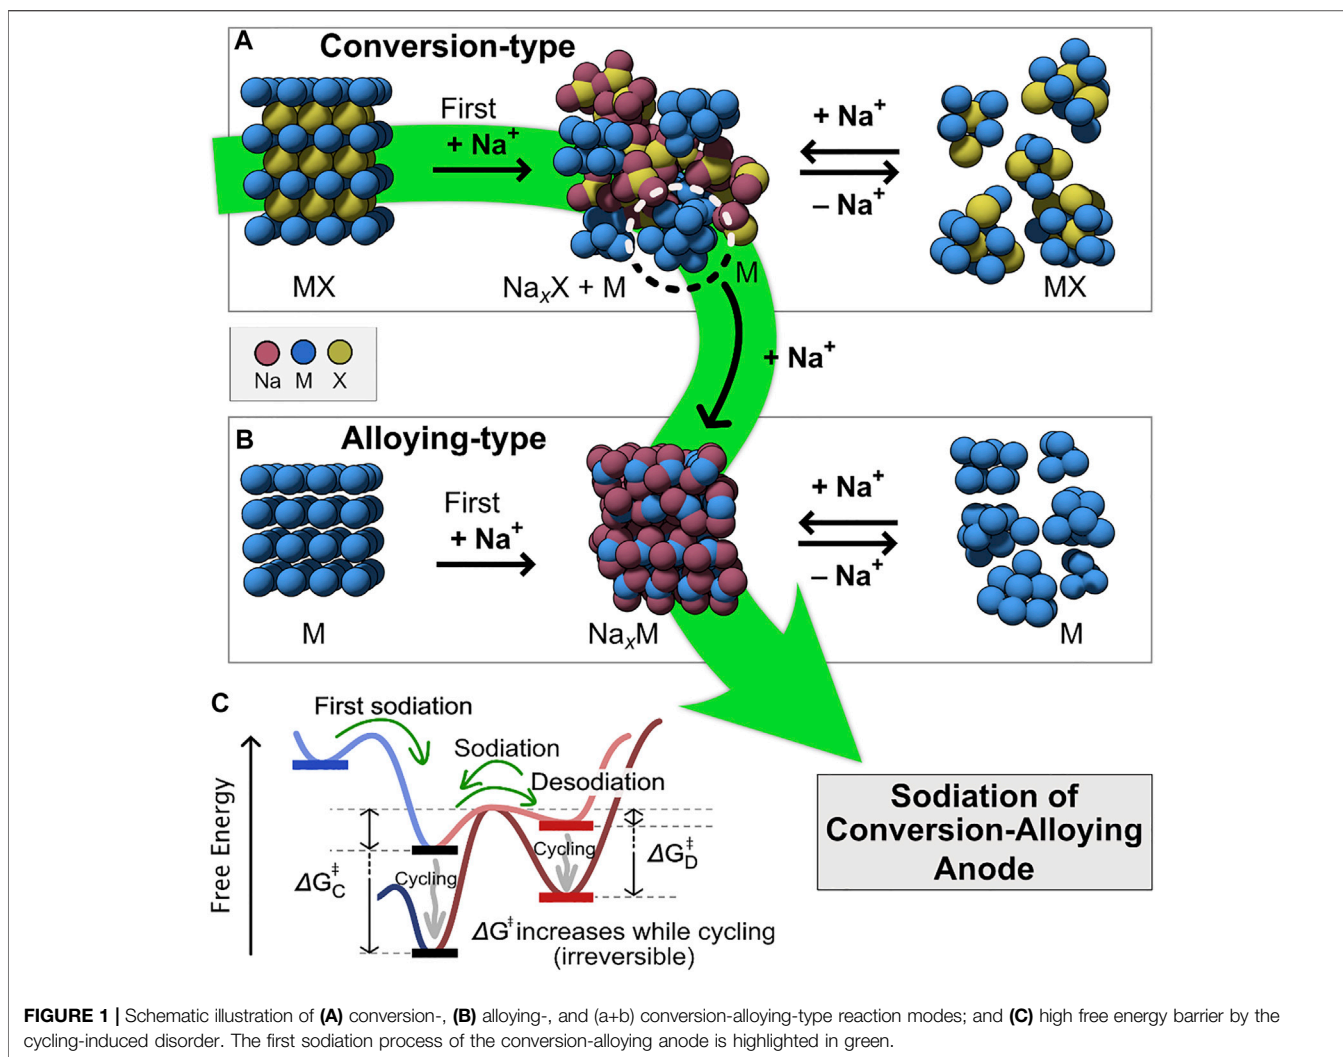 A
Conversion-type
First
+ Na⁺
MX
NaₓX + M
M
+ Na⁺
– Na⁺
MX
Na M X
+ Na⁺
B
Alloying-type
First
+ Na⁺
M
NaₓM
+ Na⁺
– Na⁺
M
C
First sodiation
Sodiation
Desodiation
Free Energy
Cycling
Cycling
ΔG‡C
ΔG‡D
ΔG‡ increases while cycling
(irreversible)
Sodiation of
Conversion-Alloying
Anode
FIGURE 1 | Schematic illustration of (A) conversion-, (B) alloying-, and (a+b) conversion-alloying-type reaction modes; and (C) high free energy barrier by the
cycling-induced disorder. The first sodiation process of the conversion-alloying anode is highlighted in green.